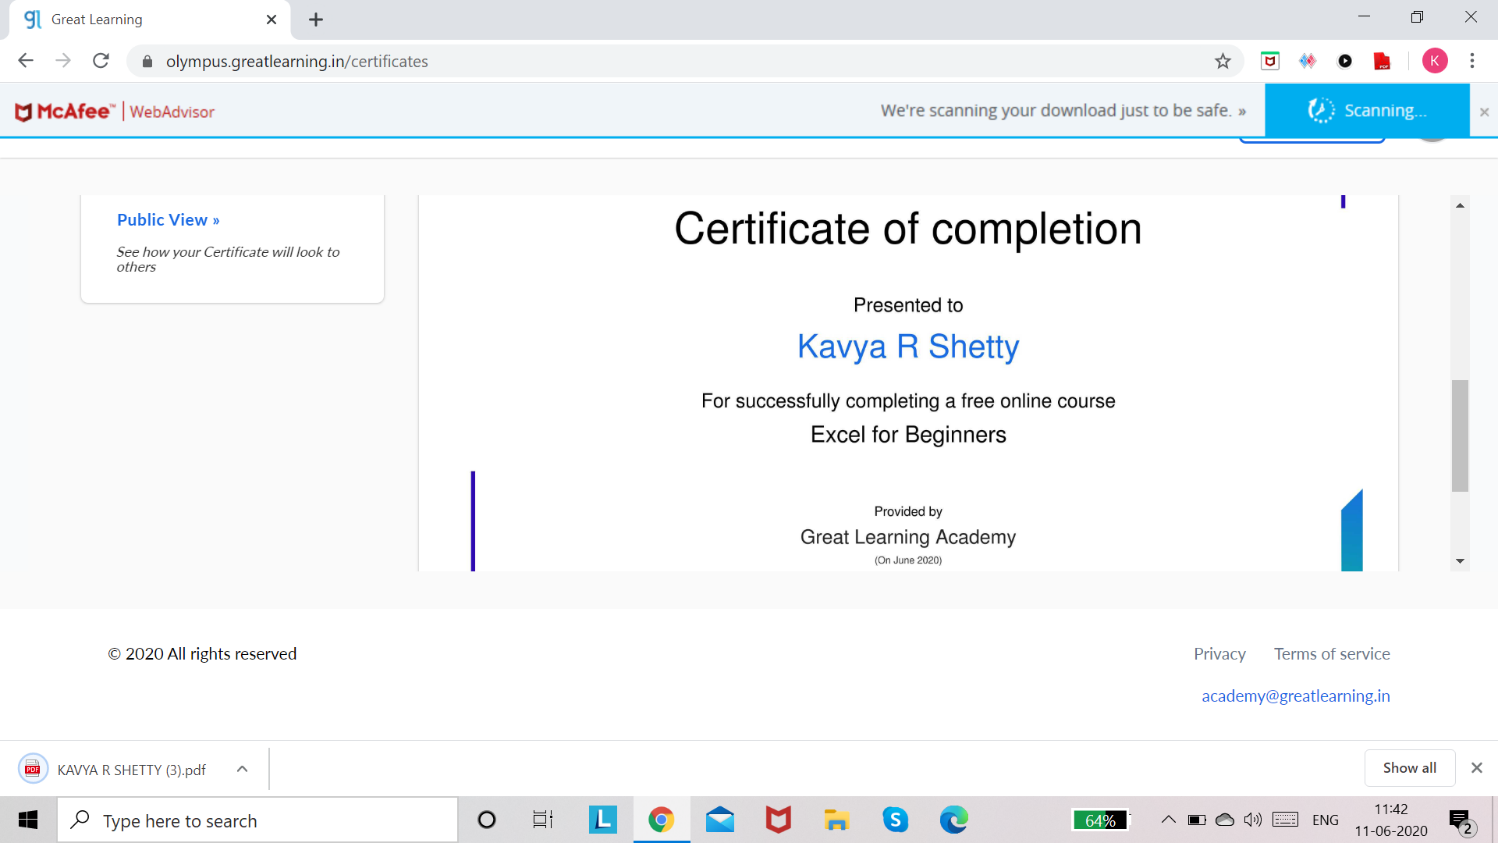 gl Great Learning
olympus.greatlearning.in/certificates
K
McAfee™ | WebAdvisor
We're scanning your download just to be safe. »
Scanning...
Public View »
See how your Certificate will look to
others
Certificate of completion
Presented to
Kavya R Shetty
For successfully completing a free online course
Excel for Beginners
Provided by
Great Learning Academy
(On June 2020)
© 2020 All rights reserved
Privacy Terms of service
academy@greatlearning.in
PDF KAVYA R SHETTY (3).pdf
Show all
Type here to search
L
S
64%
ENG
11:42
11-06-2020
2